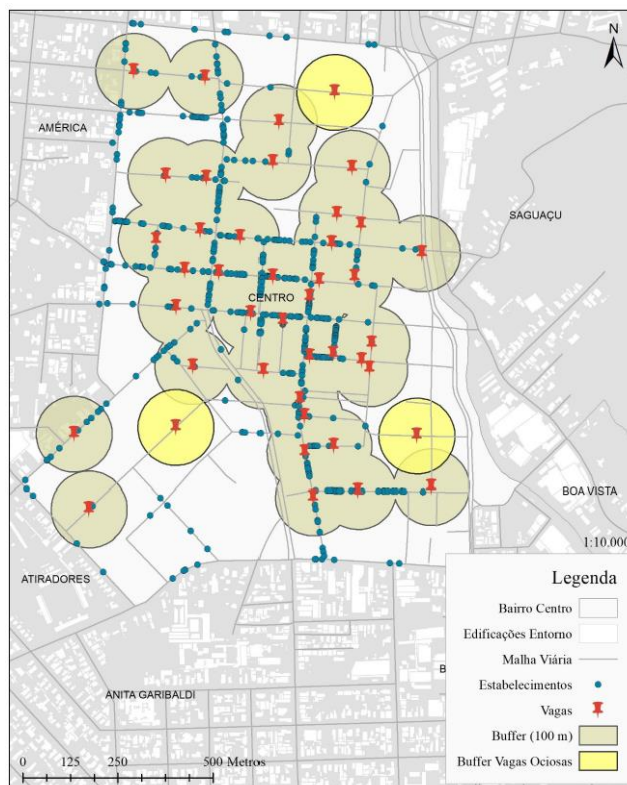 N
AMÉRICA
SAGUAÇU
CENTRO
BOA VISTA
1:10.000
ATIRADORES
ANITA GARIBALDI
B
Legenda
Bairro Centro
Edificações Entorno
Malha Viária
Estabelecimentos
Vagas
Buffer (100 m)
Buffer Vagas Ociosas
0 125 250 500 Metros